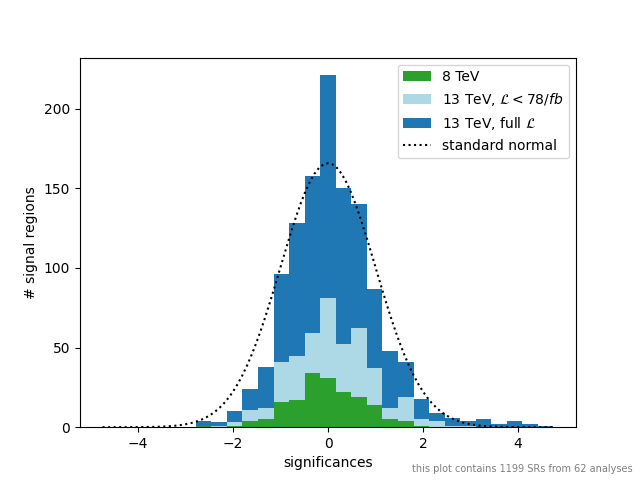 8 TeV
13 TeV, ℒ < 78/fb
13 TeV, full ℒ
standard normal
200
150
100
50
0
# signal regions
−4
−2
0
2
4
significances
this plot contains 1199 SRs from 62 analyses